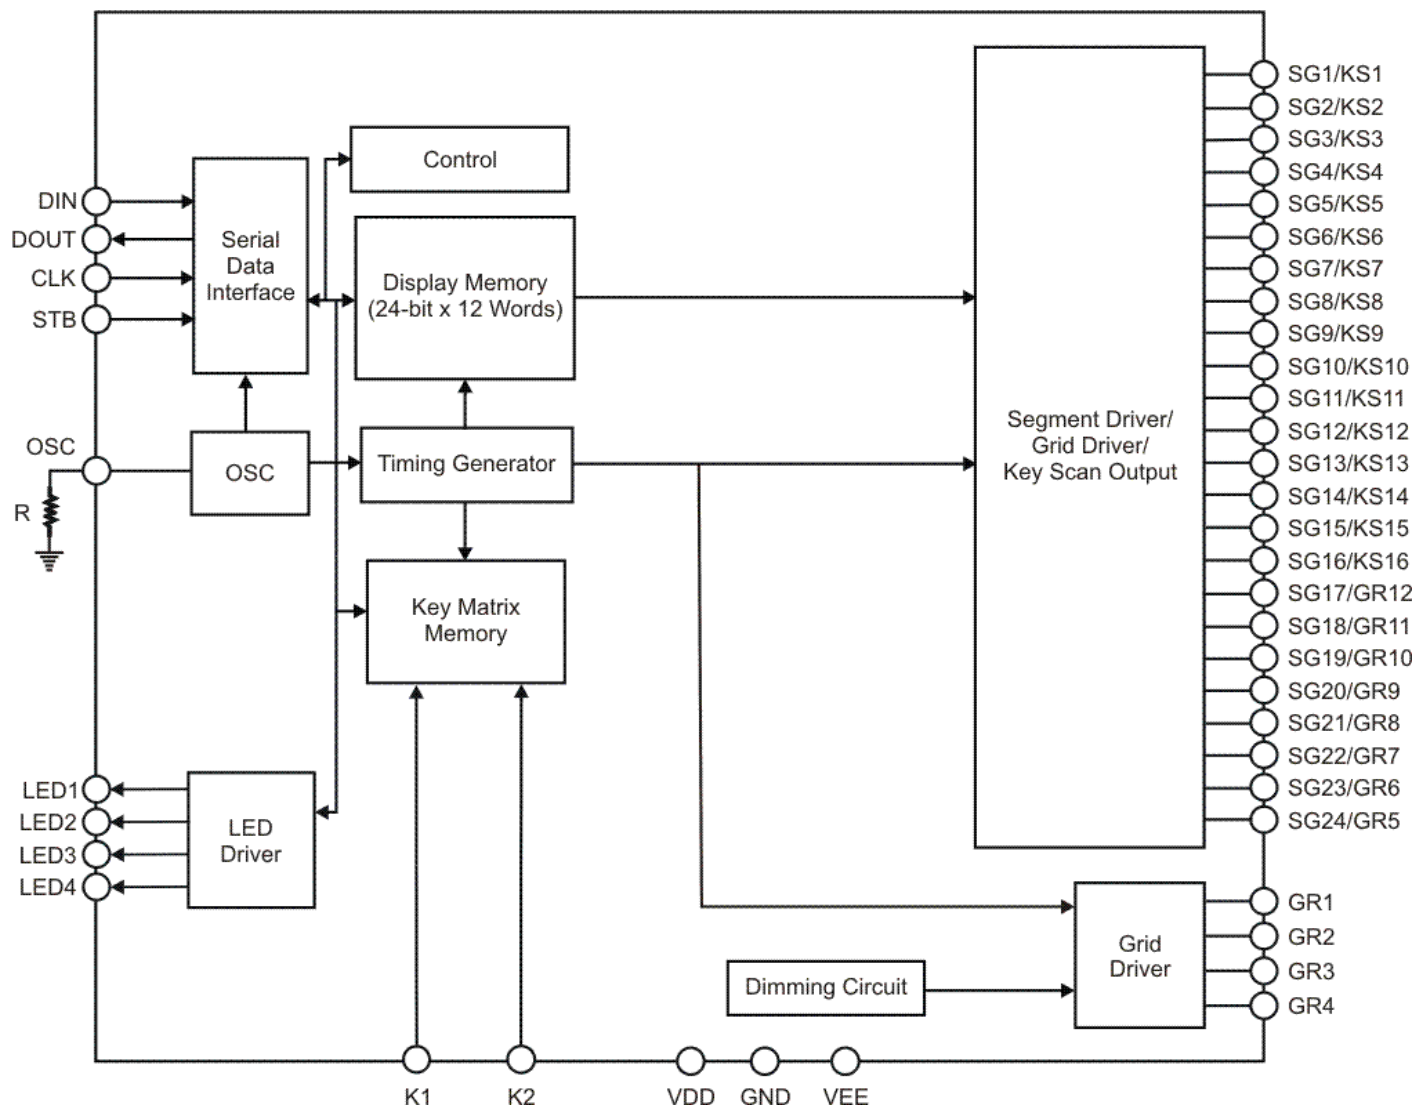 Control
DIN
DOUT
CLK
STB
Serial
Data
Interface
Display Memory
(24-bit x 12 Words)
OSC
R
OSC
Timing Generator
Key Matrix
Memory
LED1
LED2
LED3
LED4
LED
Driver
Segment Driver/
Grid Driver/
Key Scan Output
SG1/KS1
SG2/KS2
SG3/KS3
SG4/KS4
SG5/KS5
SG6/KS6
SG7/KS7
SG8/KS8
SG9/KS9
SG10/KS10
SG11/KS11
SG12/KS12
SG13/KS13
SG14/KS14
SG15/KS15
SG16/KS16
SG17/GR12
SG18/GR11
SG19/GR10
SG20/GR9
SG21/GR8
SG22/GR7
SG23/GR6
SG24/GR5
Grid
Driver
GR1
GR2
GR3
GR4
Dimming Circuit
K1
K2
VDD
GND
VEE